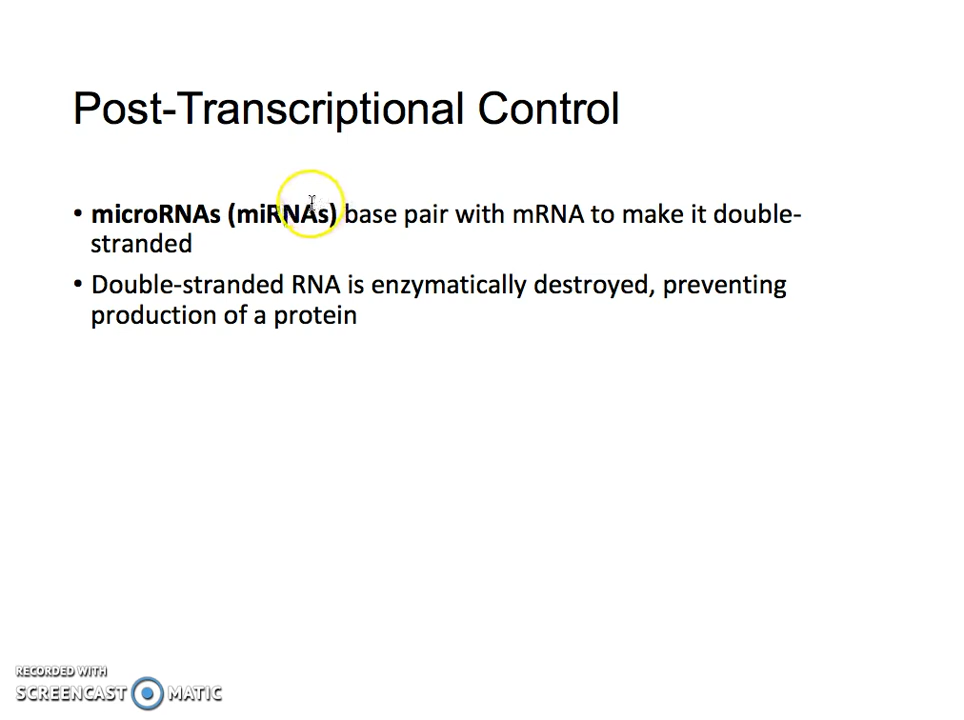 Post-Transcriptional Control
• microRNAs (miRNAs) base pair with mRNA to make it double-
stranded
• Double-stranded RNA is enzymatically destroyed, preventing
production of a protein
RECORDED WITH
SCREENCAST MATIC